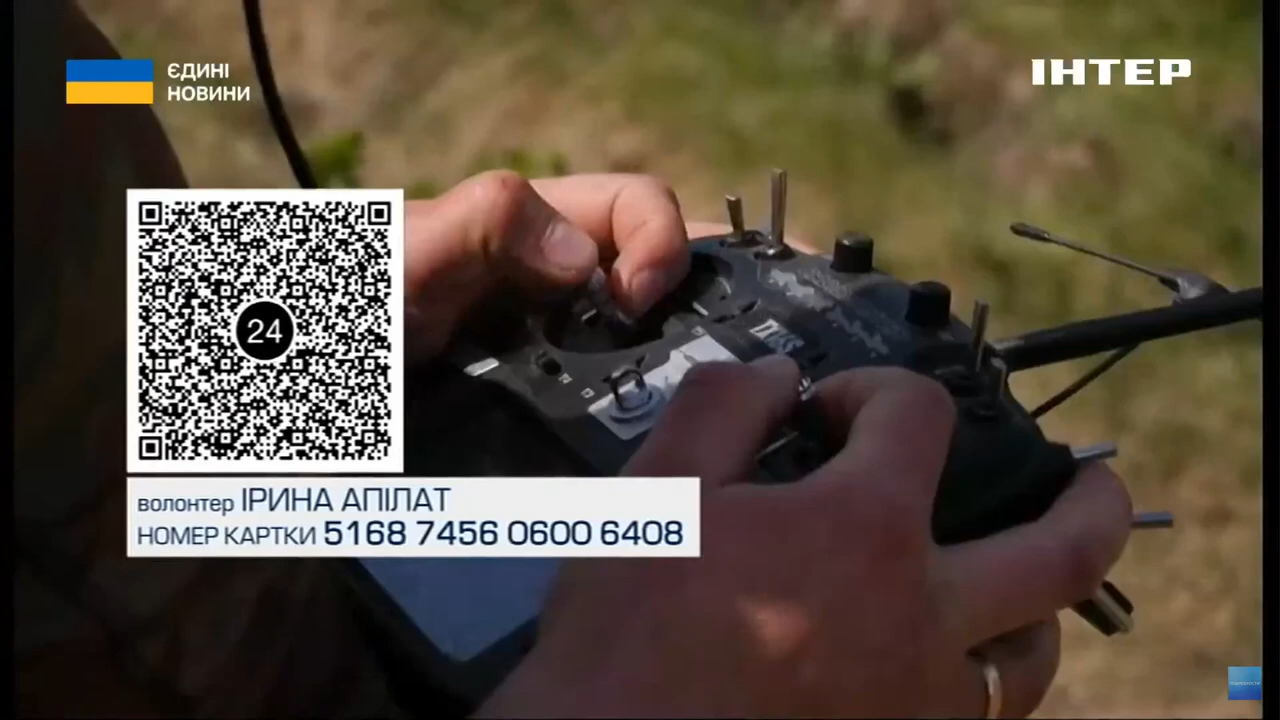 ЄДИНІ
НОВИНИ
ІНТЕР
24
волонтер ІРИНА АПІЛАТ
НОМЕР КАРТКИ 5168 7456 0600 6408